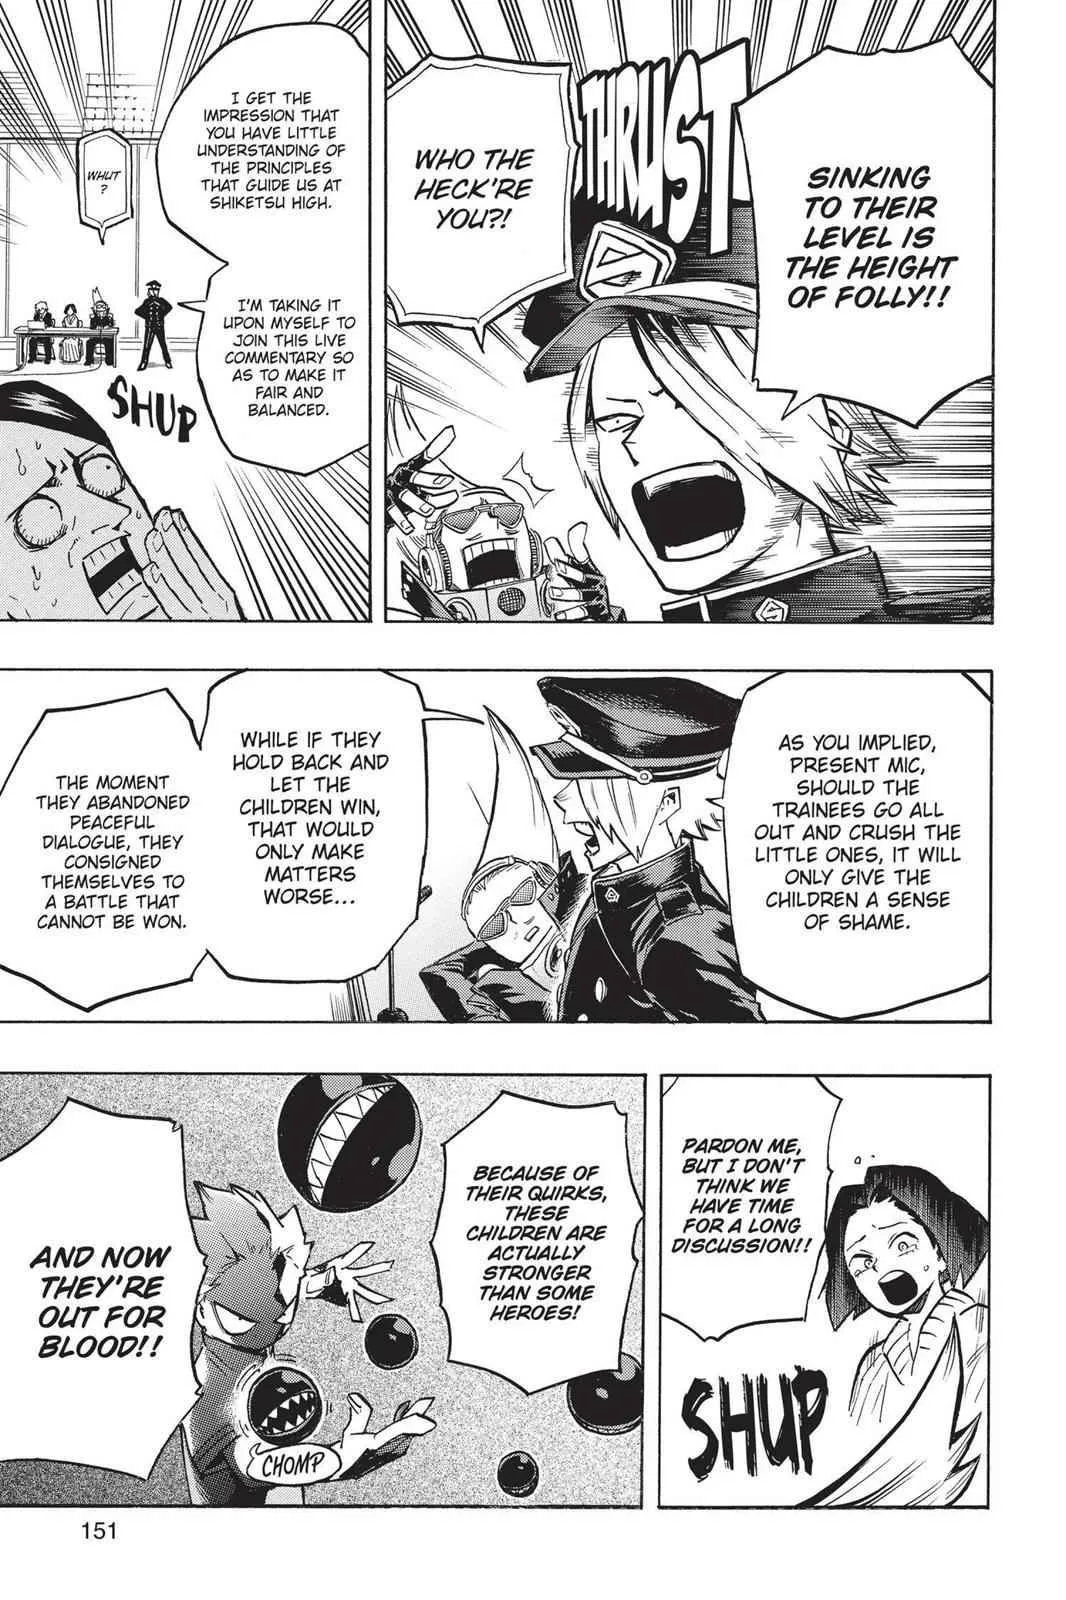 SINKING
TO THEIR
LEVEL IS
THE HEIGHT
OF FOLLY!!
THRUST
WHO THE
HECK'RE
YOU?!
I GET THE
IMPRESSION THAT
YOU HAVE LITTLE
UNDERSTANDING OF
THE PRINCIPLES
THAT GUIDE US AT
SHIKETSU HIGH.
I'M TAKING IT
UPON MYSELF TO
JOIN THIS LIVE
COMMENTARY SO
AS TO MAKE IT
FAIR AND
BALANCED.
WHUT
?
SHUP
AS YOU IMPLIED,
PRESENT MIC,
SHOULD THE
TRAINEES GO ALL
OUT AND CRUSH THE
LITTLE ONES, IT WILL
ONLY GIVE THE
CHILDREN A SENSE
OF SHAME.
WHILE IF THEY
HOLD BACK AND
LET THE
CHILDREN WIN,
THAT WOULD
ONLY MAKE
MATTERS
WORSE...
THE MOMENT
THEY ABANDONED
PEACEFUL
DIALOGUE, THEY
CONSIGNED
THEMSELVES TO
A BATTLE THAT
CANNOT BE WON.
PARDON ME,
BUT I DON'T
THINK WE
HAVE TIME
FOR A LONG
DISCUSSION!!
SHUP
BECAUSE OF
THEIR QUIRKS,
THESE
CHILDREN ARE
ACTUALLY
STRONGER
THAN SOME
HEROES!
CHOMP
AND NOW
THEY'RE
OUT FOR
BLOOD!!
151